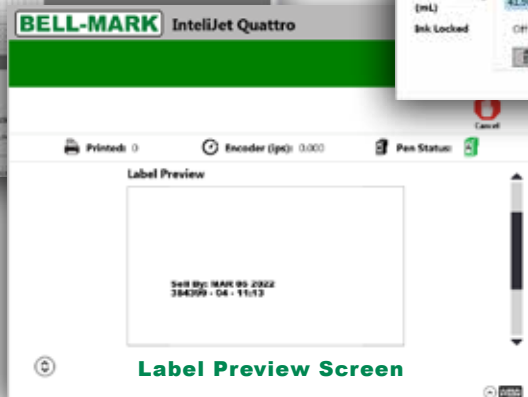 (mL)
Ink Locked
BELL-MARK InteliJet Quattro
Cancel
Printed: 0 Encoder (ips): 0.000 Pen Status:
Label Preview
Sell By: MAR 05 2022
384399 - 04 - 11:13
Label Preview Screen